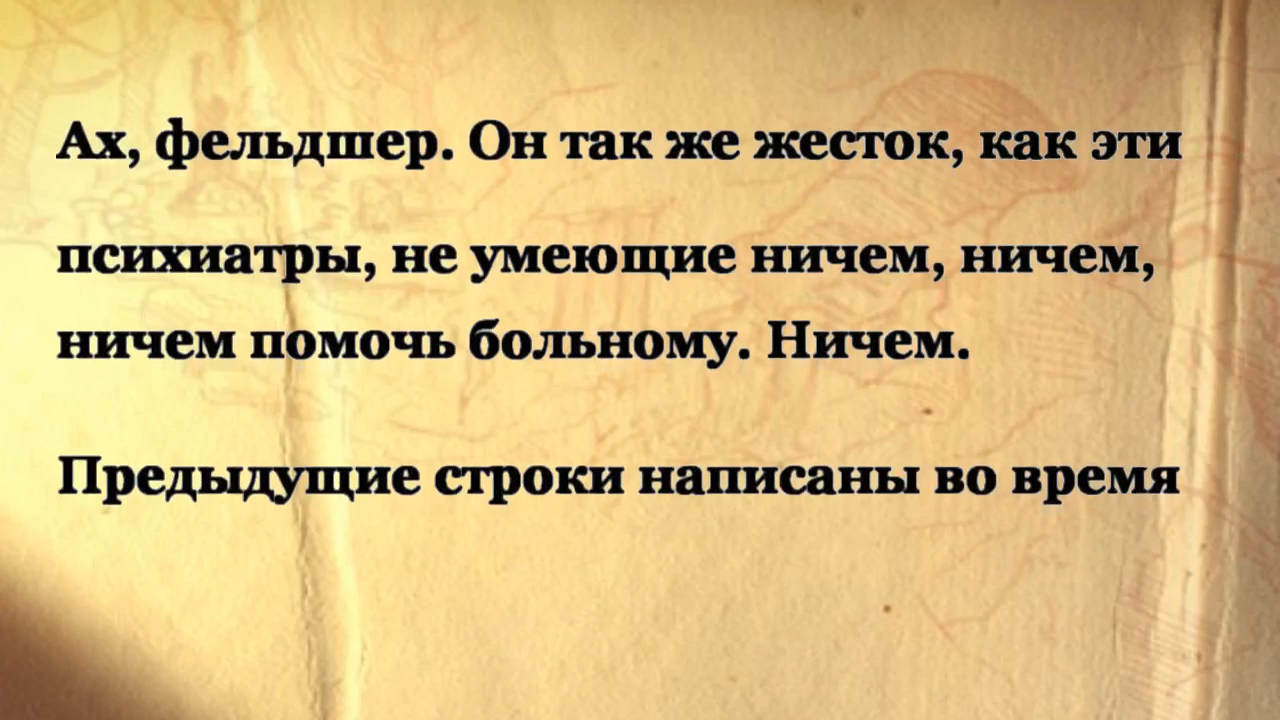 Ах, фельдшер. Он так же жесток, как эти
психиатры, не умеющие ничем, ничем,
ничем помочь больному. Ничем.
Предыдущие строки написаны во время